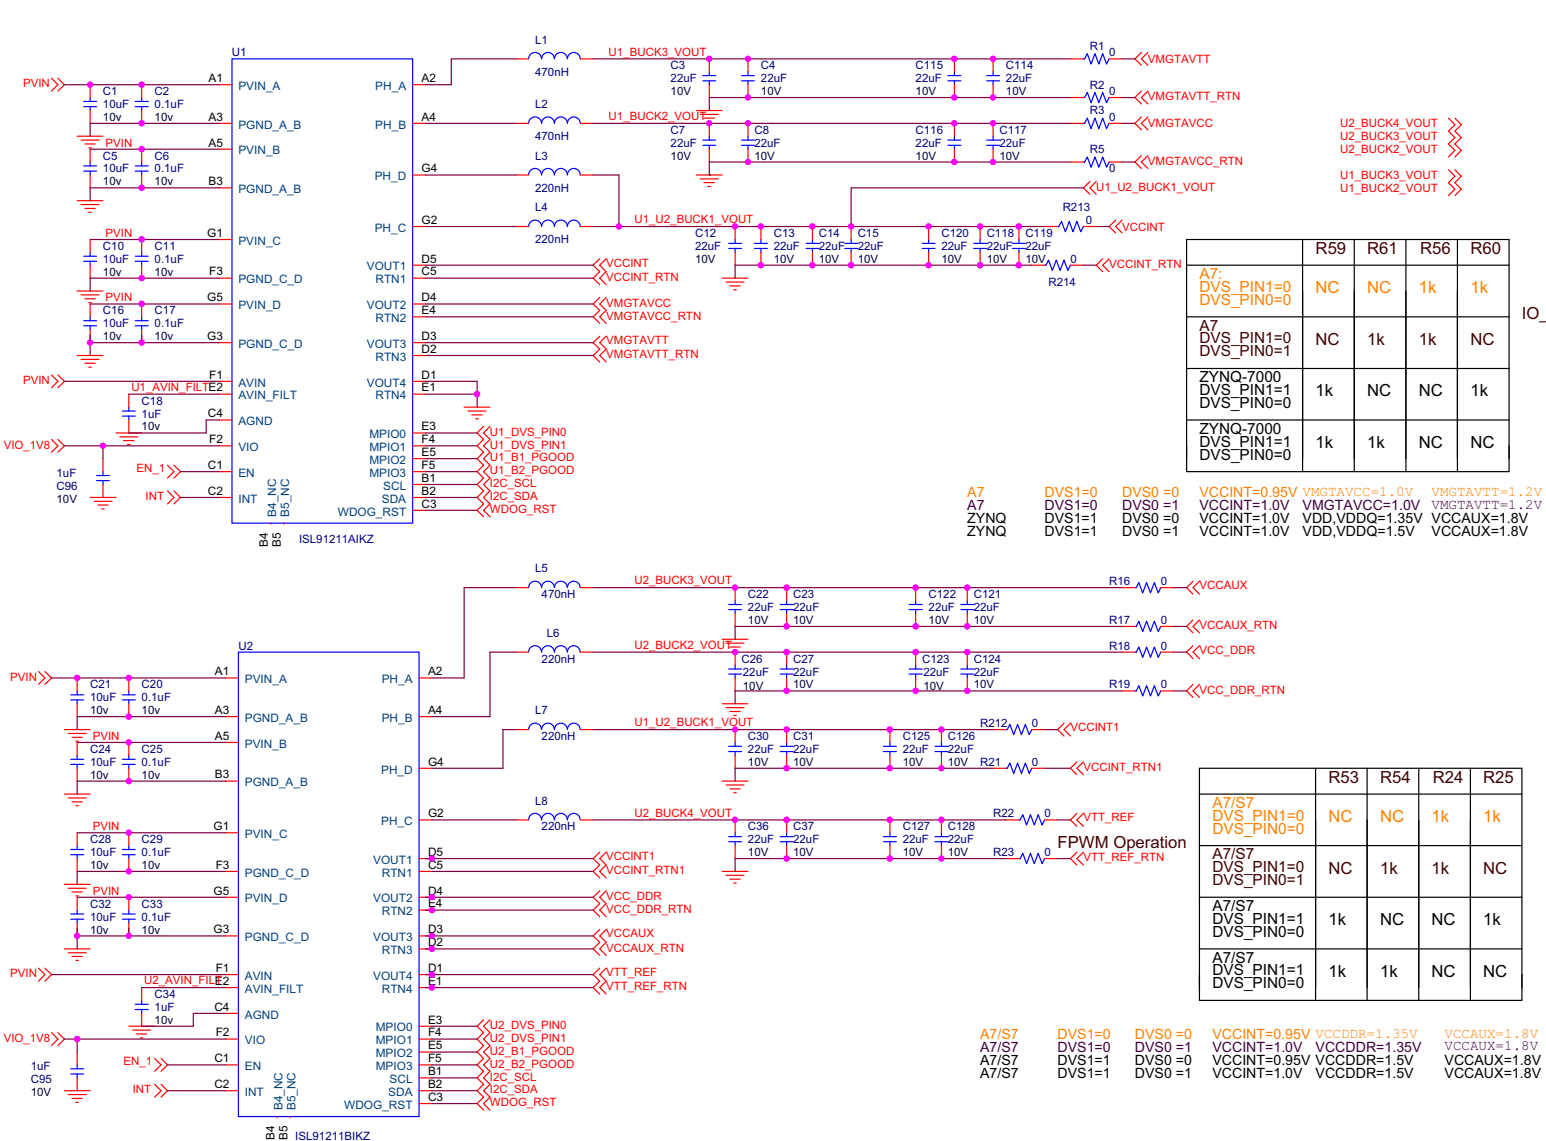 U1
PVIN
A1
PVIN_A
C1
10uF
10v
C2
0.1uF
10v
A3
PGND_A_B
PVIN
A5
PVIN_B
C5
10uF
10v
C6
0.1uF
10v
B3
PGND_A_B
PVIN
G1
PVIN_C
C10
10uF
10v
C11
0.1uF
10v
F3
PGND_C_D
PVIN
G5
PVIN_D
C16
10uF
10v
C17
0.1uF
10v
G3
PGND_C_D
PVIN
F1
AVIN
U1_AVIN_FILT
E2
AVIN_FILT
C18
1uF
10v
C4
AGND
VIO_1V8
F2
VIO
1uF
C96
10V
EN_1
C1
EN
INT
C2
INT
B4_NC
B5_NC
B4
B5
ISL91211AIKZ
PH_A
A2
PH_B
A4
PH_D
G4
PH_C
G2
VOUT1
D5
VCCINT
RTN1
C5
VCCINT_RTN
VOUT2
D4
VMGTAVCC
RTN2
E4
VMGTAVCC_RTN
VOUT3
D3
VMGTAVTT
RTN3
D2
VMGTAVTT_RTN
VOUT4
D1
RTN4
E1
MPIO0
E3
U1_DVS_PIN0
MPIO1
F4
U1_DVS_PIN1
MPIO2
E5
U1_B1_PGOOD
MPIO3
F5
U1_B2_PGOOD
SCL
B1
I2C_SCL
SDA
B2
I2C_SDA
WDOG_RST
C3
WDOG_RST
L1
470nH
U1_BUCK3_VOUT
C3
22uF
10V
C4
22uF
10V
C115
22uF
10V
C114
22uF
10V
R1
0
VMGTAVTT
R2
0
VMGTAVTT_RTN
L2
470nH
U1_BUCK2_VOUT
C7
22uF
10V
C8
22uF
10V
C116
22uF
10V
C117
22uF
10V
R3
0
VMGTAVCC
R5
0
VMGTAVCC_RTN
L3
220nH
U1_U2_BUCK1_VOUT
L4
220nH
U1_U2_BUCK1_VOUT
C12
22uF
10V
C13
22uF
10V
C14
22uF
10V
C15
22uF
10V
C120
22uF
10V
C118
22uF
10V
C119
22uF
10V
R213
0
VCCINT
R214
0
VCCINT_RTN
U2_BUCK4_VOUT
U2_BUCK3_VOUT
U2_BUCK2_VOUT
U1_BUCK3_VOUT
U1_BUCK2_VOUT
R59 R61 R56 R60
A7:
DVS_PIN1=0
DVS_PIN0=0
NC NC 1k 1k
A7
DVS_PIN1=0
DVS_PIN0=1
NC 1k 1k NC
ZYNQ-7000
DVS_PIN1=1
DVS_PIN0=0
1k NC NC 1k
ZYNQ-7000
DVS_PIN1=1
DVS_PIN0=0
1k 1k NC NC
IO_
A7 DVS1=0 DVS0 =0 VCCINT=0.95V VMGTAVCC=1.0V VMGTAVTT=1.2V
A7 DVS1=0 DVS0 =1 VCCINT=1.0V VMGTAVCC=1.0V VMGTAVTT=1.2V
ZYNQ DVS1=1 DVS0 =0 VCCINT=1.0V VDD,VDDQ=1.35V VCCAUX=1.8V
ZYNQ DVS1=1 DVS0 =1 VCCINT=1.0V VDD,VDDQ=1.5V VCCAUX=1.8V
U2
PVIN
A1
PVIN_A
C21
10uF
10v
C20
0.1uF
10v
A3
PGND_A_B
PVIN
A5
PVIN_B
C24
10uF
10v
C25
0.1uF
10v
B3
PGND_A_B
PVIN
G1
PVIN_C
C28
10uF
10v
C29
0.1uF
10v
F3
PGND_C_D
PVIN
G5
PVIN_D
C32
10uF
10v
C33
0.1uF
10v
G3
PGND_C_D
PVIN
F1
AVIN
U2_AVIN_FILT
E2
AVIN_FILT
C34
1uF
10v
C4
AGND
VIO_1V8
F2
VIO
1uF
C95
10V
EN_1
C1
EN
INT
C2
INT
B4_NC
B5_NC
B4
B5
ISL91211BIKZ
PH_A
A2
PH_B
A4
PH_D
G4
PH_C
G2
VOUT1
D5
VCCINT1
RTN1
C5
VCCINT_RTN1
VOUT2
D4
VCC_DDR
RTN2
E4
VCC_DDR_RTN
VOUT3
D3
VCCAUX
RTN3
D2
VCCAUX_RTN
VOUT4
D1
VTT_REF
RTN4
E1
VTT_REF_RTN
MPIO0
E3
U2_DVS_PIN0
MPIO1
F4
U2_DVS_PIN1
MPIO2
E5
U2_B1_PGOOD
MPIO3
F5
U2_B2_PGOOD
SCL
B1
I2C_SCL
SDA
B2
I2C_SDA
WDOG_RST
C3
WDOG_RST
L5
470nH
U2_BUCK3_VOUT
C22
22uF
10V
C23
22uF
10V
C122
22uF
10V
C121
22uF
10V
R16
0
VCCAUX
R17
0
VCCAUX_RTN
L6
220nH
U2_BUCK2_VOUT
C26
22uF
10V
C27
22uF
10V
C123
22uF
10V
C124
22uF
10V
R18
0
VCC_DDR
R19
0
VCC_DDR_RTN
L7
220nH
U1_U2_BUCK1_VOUT
C30
22uF
10V
C31
22uF
10V
C125
22uF
10V
C126
22uF
10V
R212
0
VCCINT1
R21
0
VCCINT_RTN1
L8
220nH
U2_BUCK4_VOUT
C36
22uF
10V
C37
22uF
10V
C127
22uF
10V
C128
22uF
10V
R22
0
VTT_REF
FPWM Operation
R23
0
VTT_REF_RTN
R53 R54 R24 R25
A7/S7
DVS_PIN1=0
DVS_PIN0=0
NC NC 1k 1k
A7/S7
DVS_PIN1=0
DVS_PIN0=1
NC 1k 1k NC
A7/S7
DVS_PIN1=1
DVS_PIN0=0
1k NC NC 1k
A7/S7
DVS_PIN1=1
DVS_PIN0=0
1k 1k NC NC
A7/S7 DVS1=0 DVS0 =0 VCCINT=0.95V VCCDDR=1.35V VCCAUX=1.8V
A7/S7 DVS1=0 DVS0 =1 VCCINT=1.0V VCCDDR=1.35V VCCAUX=1.8V
A7/S7 DVS1=1 DVS0 =0 VCCINT=0.95V VCCDDR=1.5V VCCAUX=1.8V
A7/S7 DVS1=1 DVS0 =1 VCCINT=1.0V VCCDDR=1.5V VCCAUX=1.8V